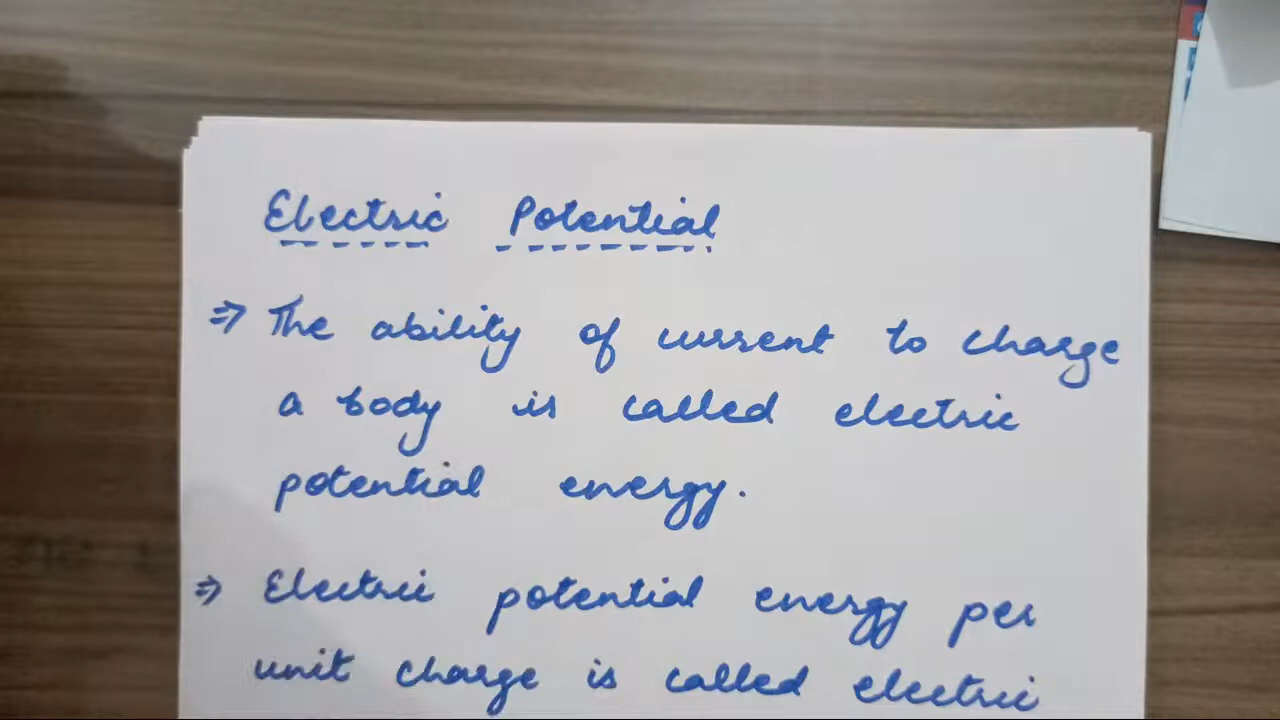 Electric Potential
⇒ The ability of current to charge
a body is called electric
potential energy.
⇒ Electric potential energy per
unit charge is called electric